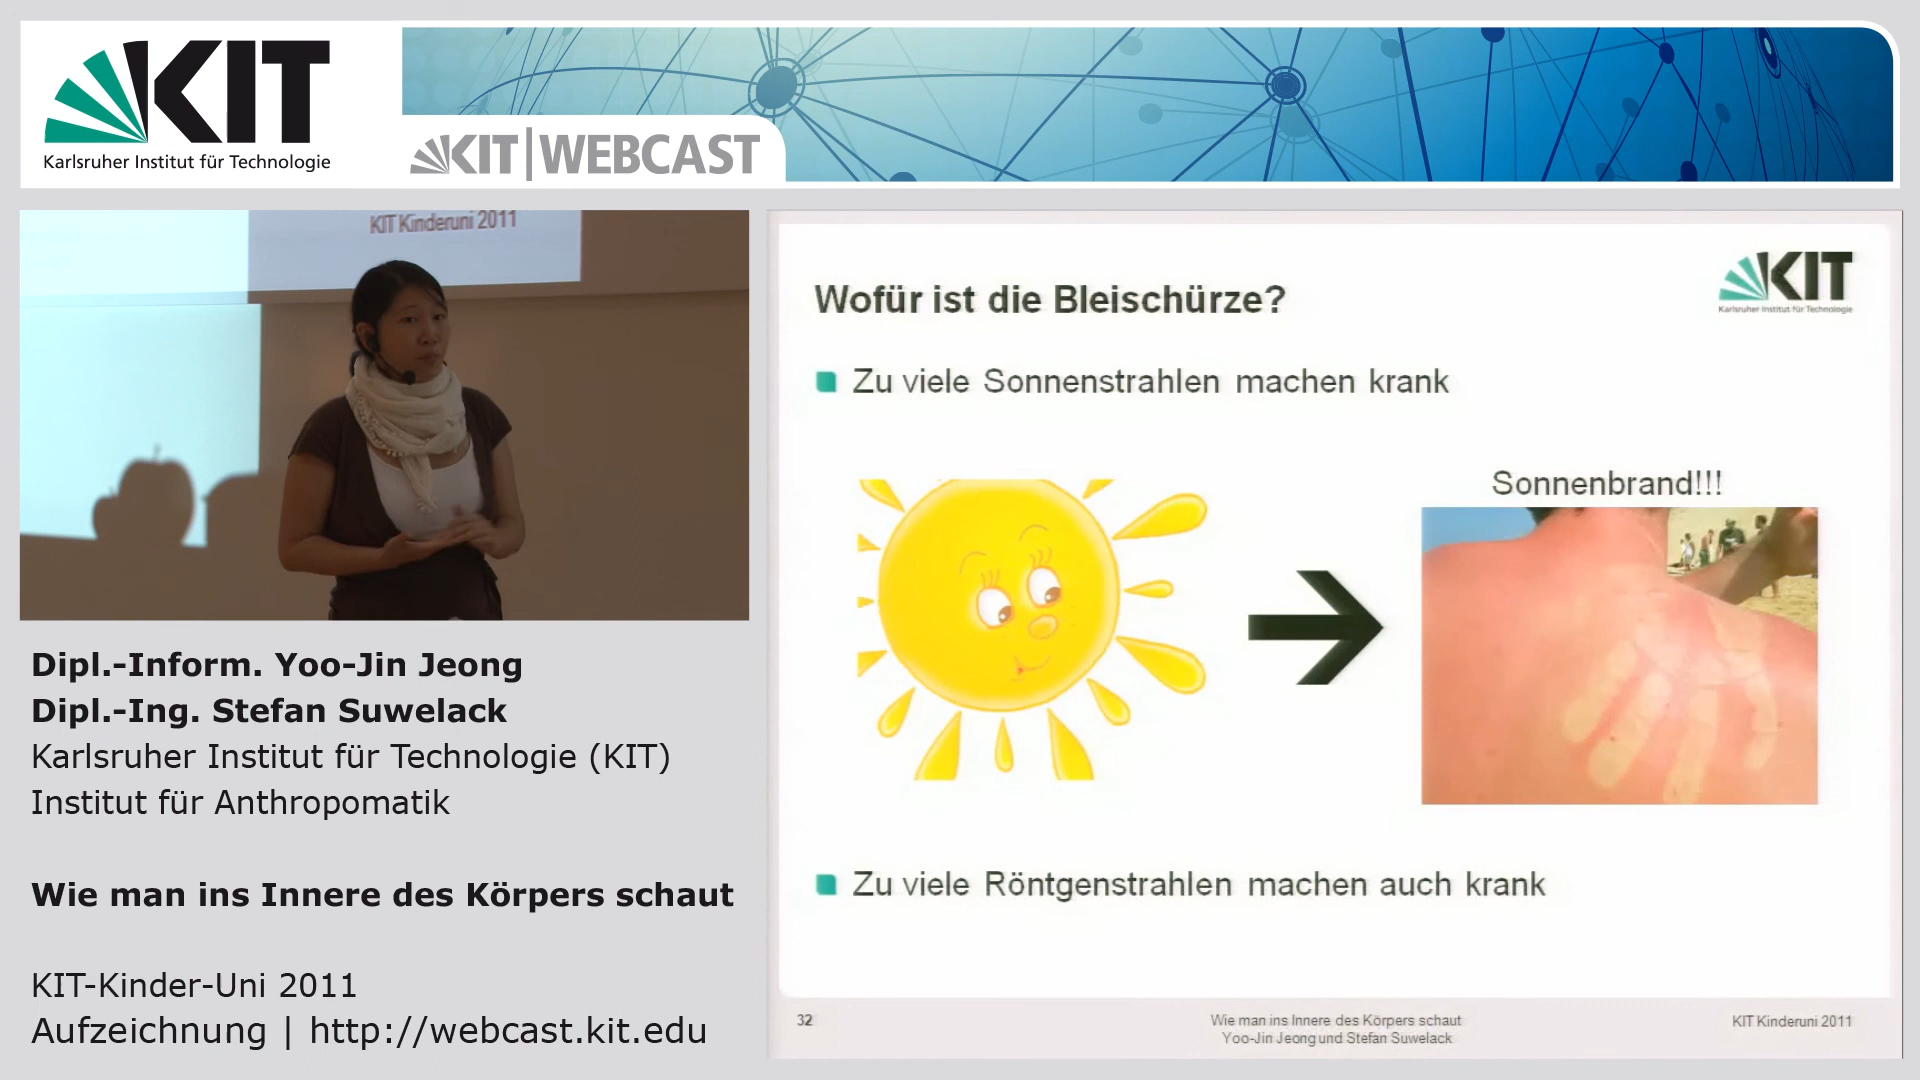 KIT
Karlsruher Institut für Technologie
KIT | WEBCAST
KIT Kinderuni 2011
Dipl.-Inform. Yoo-Jin Jeong
Dipl.-Ing. Stefan Suwelack
Karlsruher Institut für Technologie (KIT)
Institut für Anthropomatik
Wie man ins Innere des Körpers schaut
KIT-Kinder-Uni 2011
Aufzeichnung | http://webcast.kit.edu
Wofür ist die Bleischürze?
KIT
Karlsruher Institut für Technologie
Zu viele Sonnenstrahlen machen krank
Sonnenbrand!!!
Zu viele Röntgenstrahlen machen auch krank
32
Wie man ins Innere des Körpers schaut
Yoo-Jin Jeong und Stefan Suwelack
KIT Kinderuni 2011